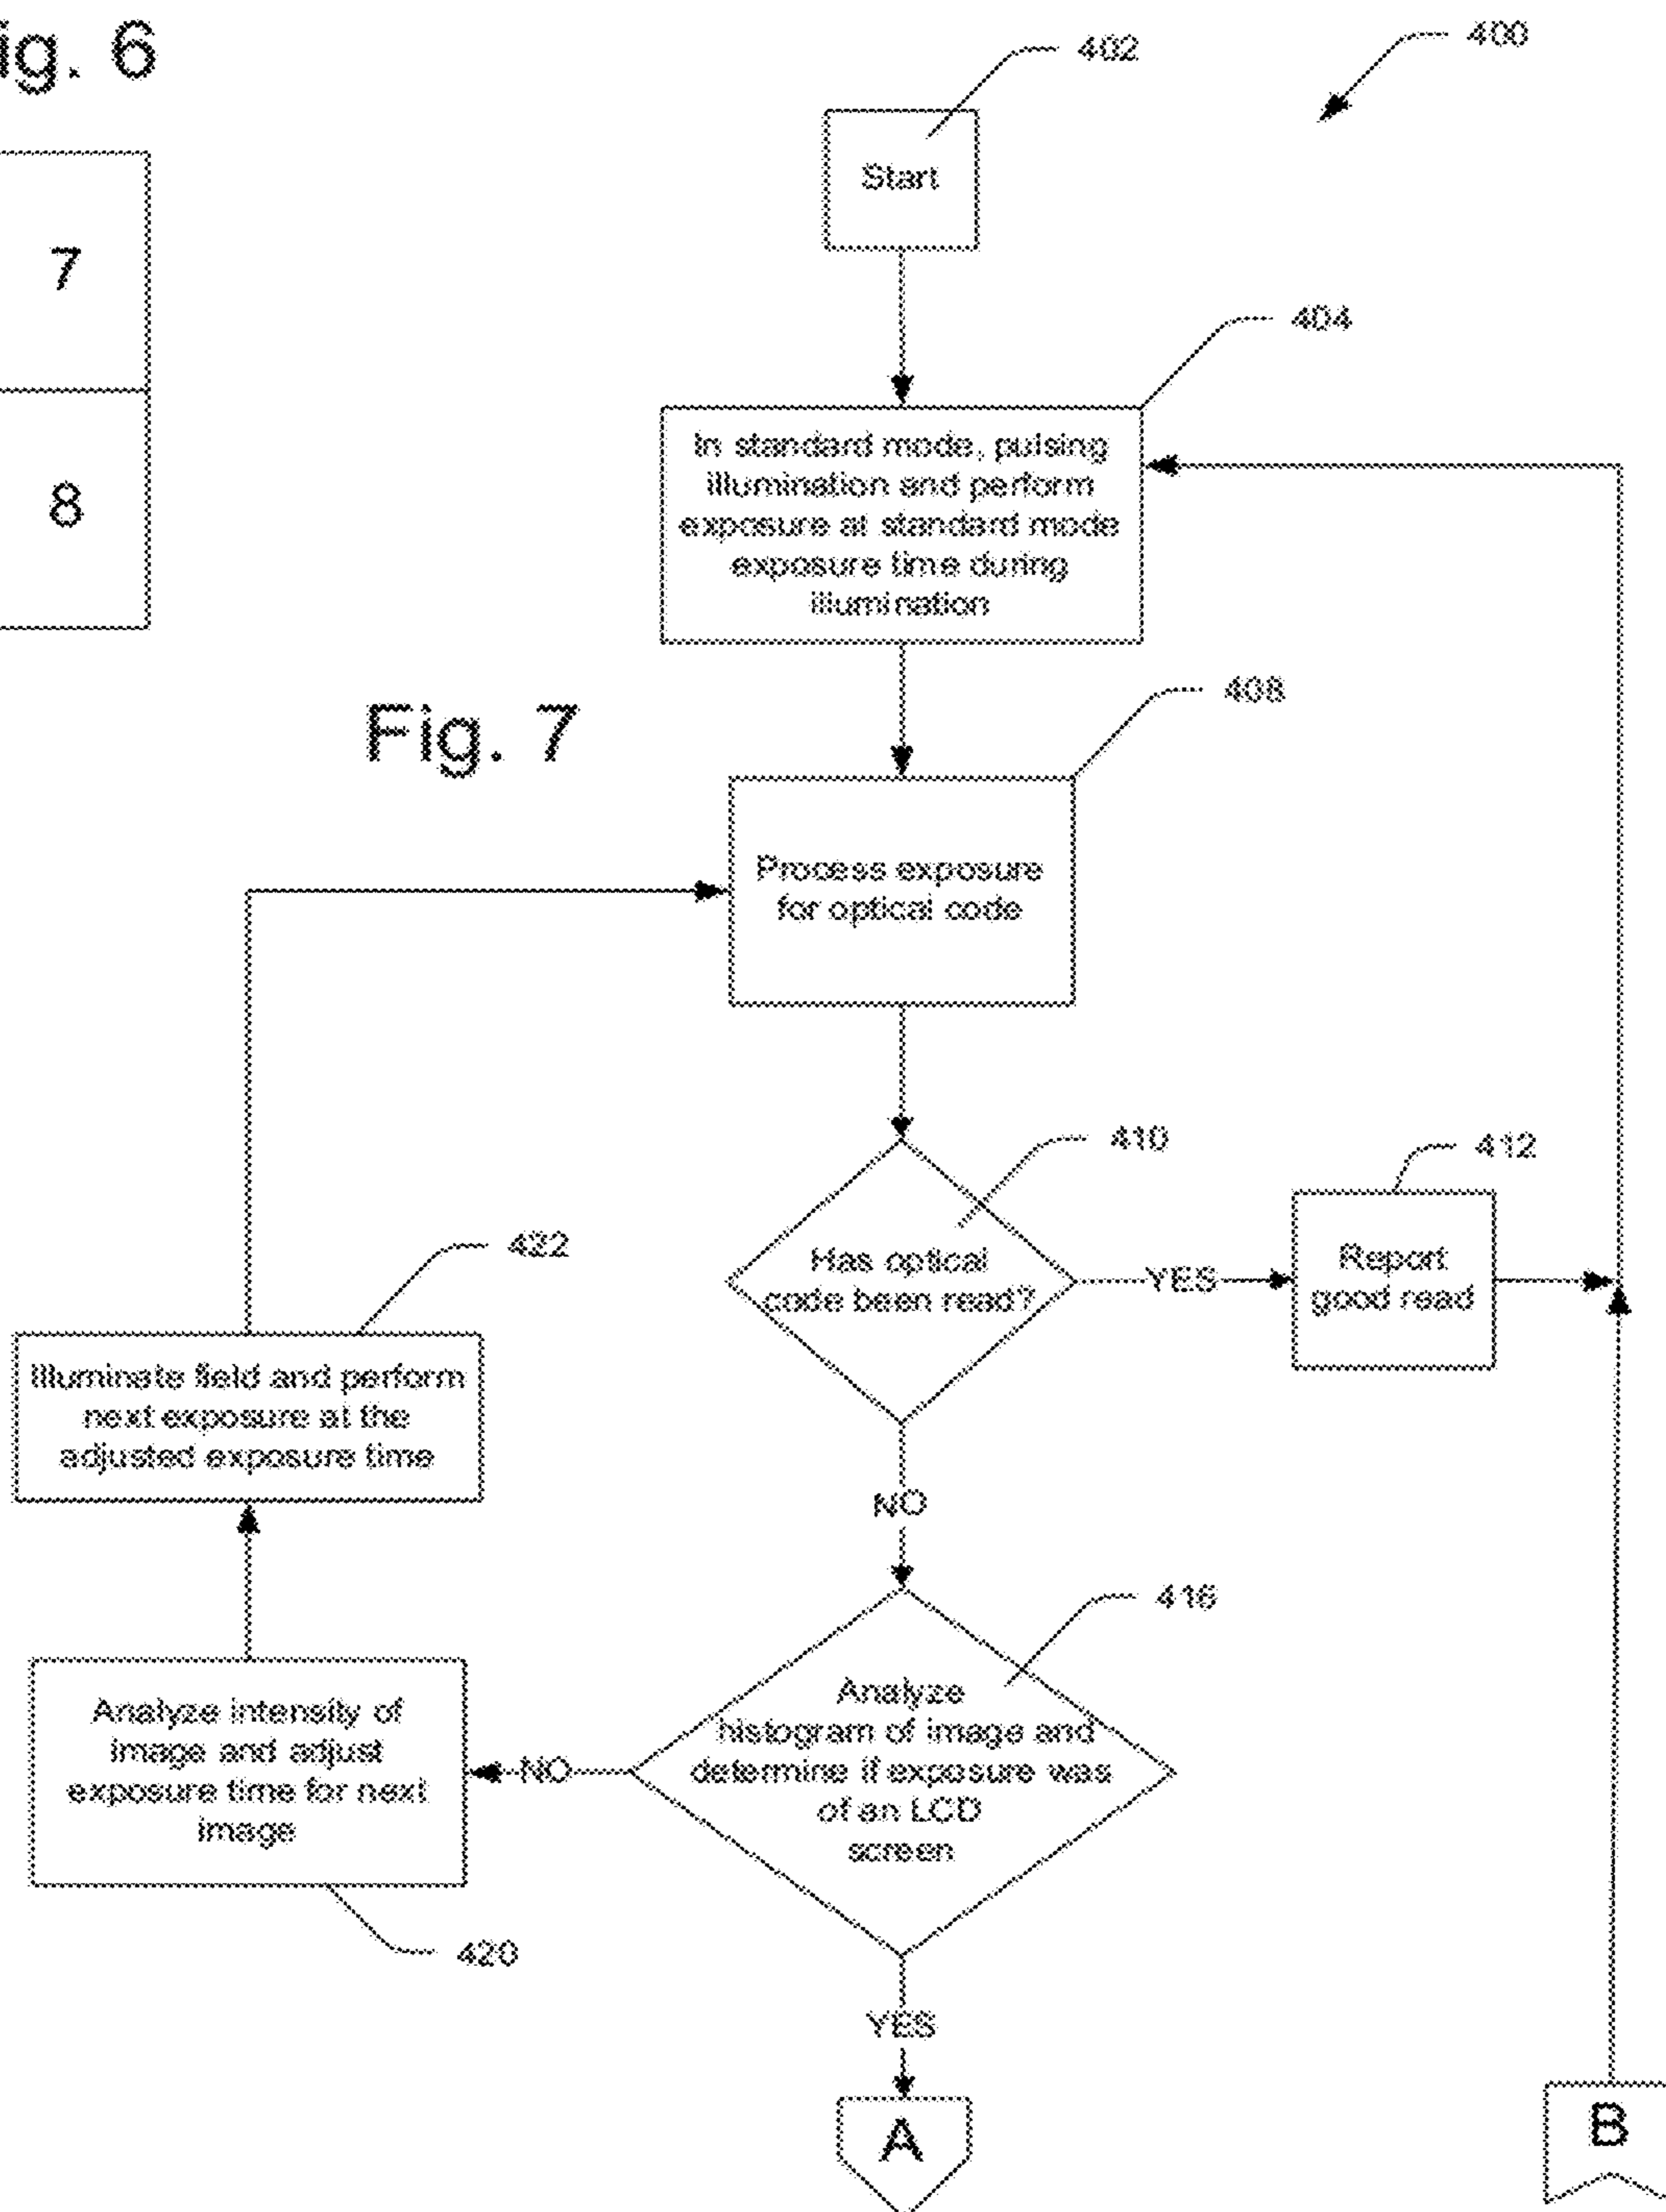 ig. 6
7
8
400
402
Start
404
In standard mode, pulsing
illumination and perform
exposure at standard mode
exposure time during
illumination
Fig. 7
408
Process exposure
for optical code
410
Has optical
code been read?
YES
412
Report
good read
422
Illuminate field and perform
next exposure at the
adjusted exposure time
NO
416
Analyze
histogram of image and
determine if exposure was
of an LCD
screen
NO
Analyze intensity of
image and adjust
exposure time for next
image
420
YES
A
B